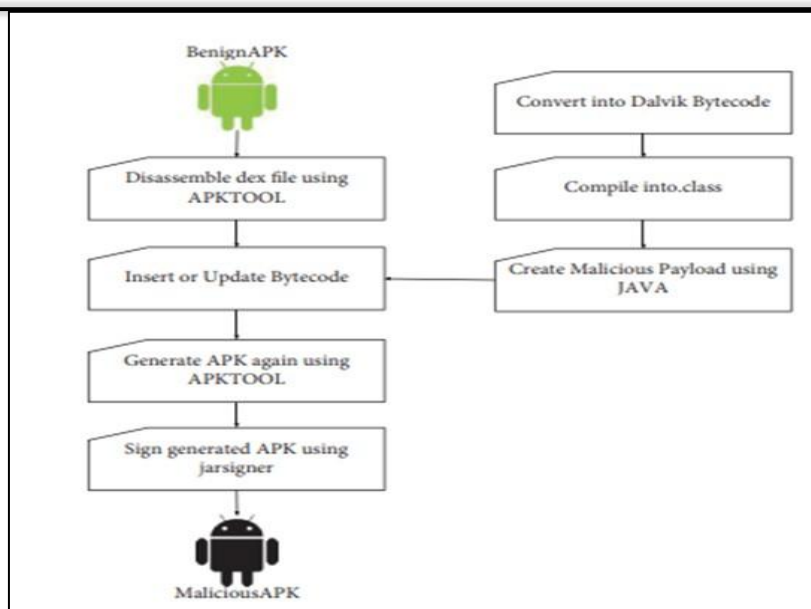 BenignAPK
Disassemble dex file using
APKTOOL
Insert or Update Bytecode
Generate APK again using
APKTOOL
Sign generated APK using
jarsigner
MaliciousAPK
Convert into Dalvik Bytecode
Compile into.class
Create Malicious Payload using
JAVA